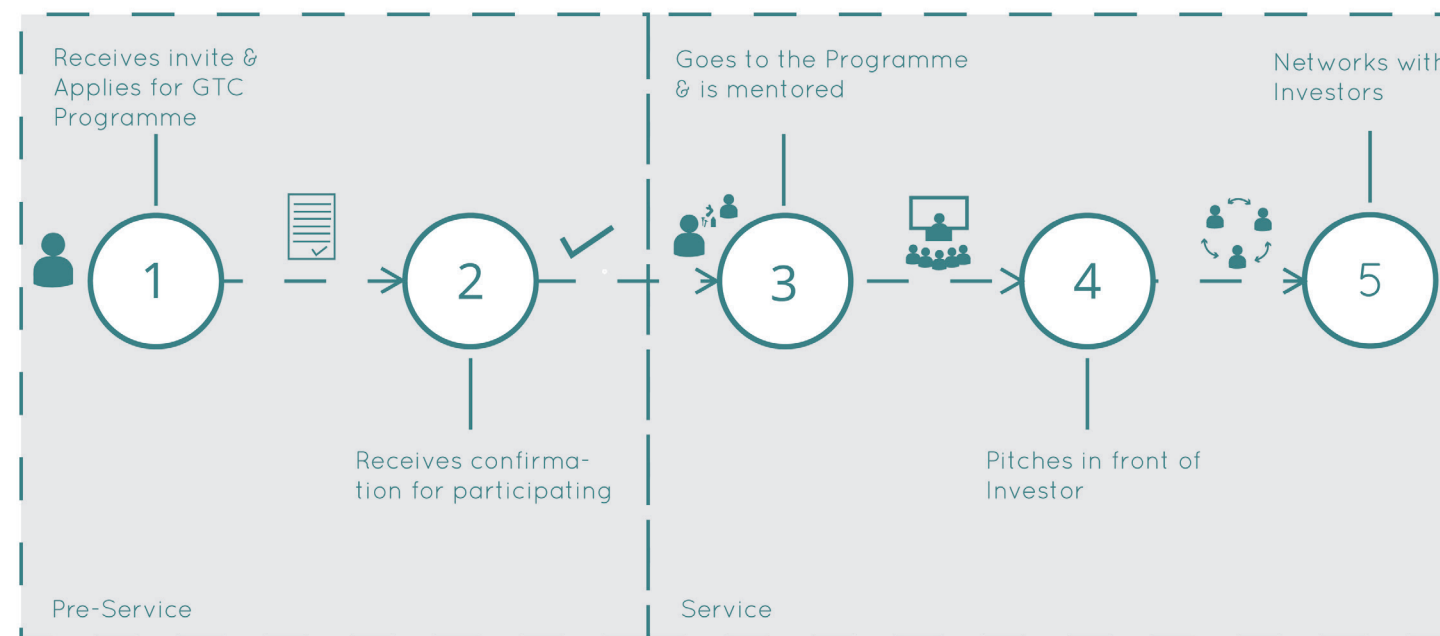 Receives invite &
Applies for GTC
Programme
Goes to the Programme
& is mentored
Networks with
Investors
1
2
3
4
5
Receives confirma-
tion for participating
Pitches in front of
Investor
Pre-Service
Service